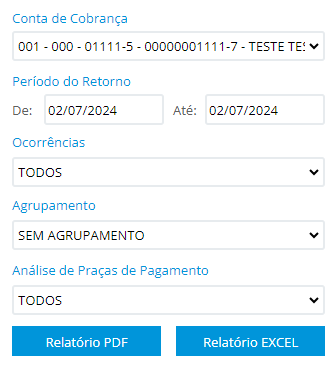 Conta de Cobrança
001 - 000 - 01111-5 - 00000001111-7 - TESTE TES
Período do Retorno
De: 02/07/2024 Até: 02/07/2024
Ocorrências
TODOS
Agrupamento
SEM AGRUPAMENTO
Análise de Praças de Pagamento
TODOS
Relatório PDF Relatório EXCEL